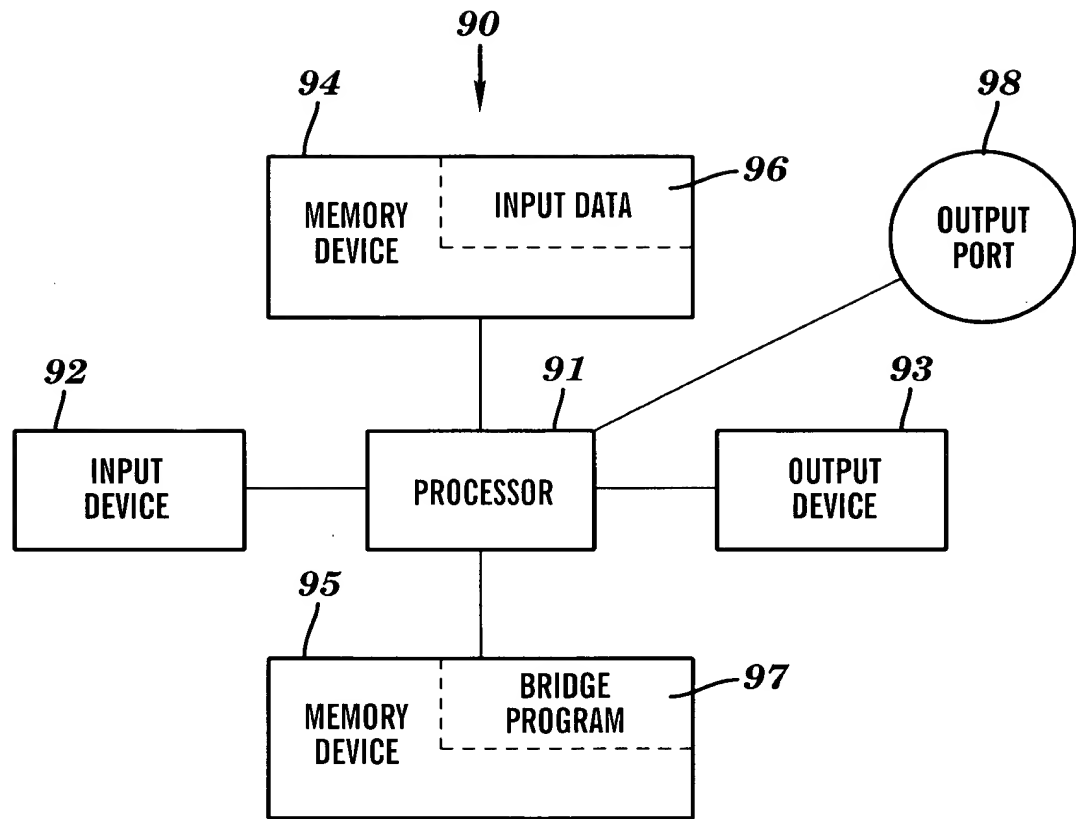 90
94
98
96
MEMORY
DEVICE
INPUT DATA
OUTPUT
PORT
92
91
93
INPUT
DEVICE
PROCESSOR
OUTPUT
DEVICE
95
97
MEMORY
DEVICE
BRIDGE
PROGRAM